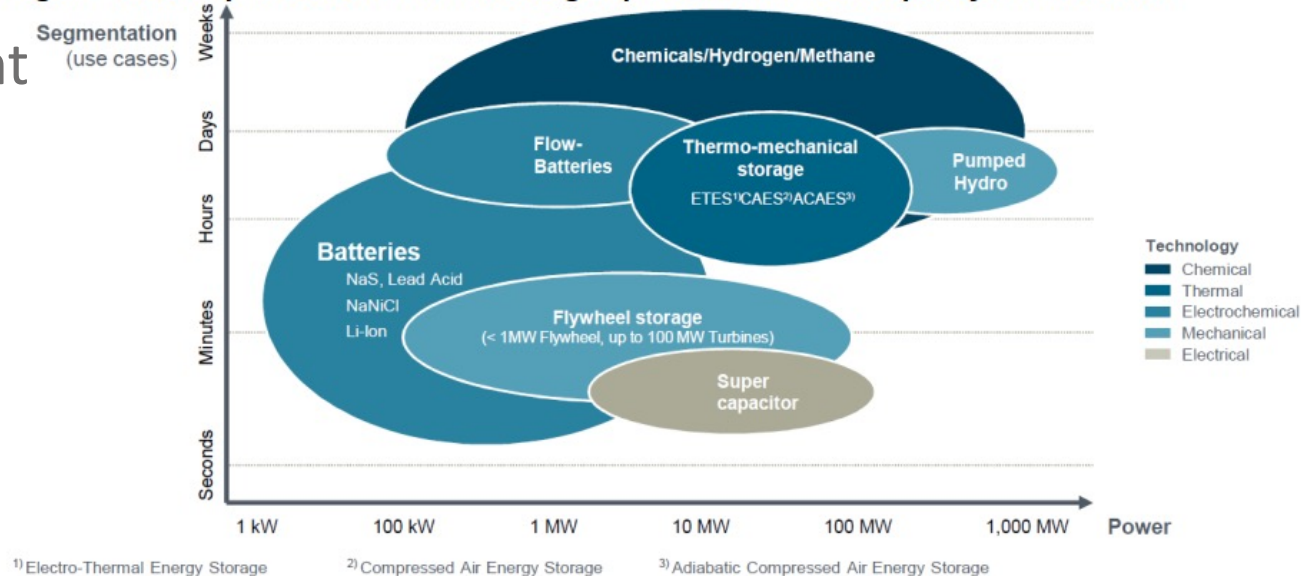 Segmentation
(use cases)
nt
Weeks
Days
Hours
Minutes
Seconds
Chemicals/Hydrogen/Methane
Flow-
Batteries
Thermo-mechanical
storage
ETES¹⁾CAES²⁾ACAES³⁾
Pumped
Hydro
Batteries
NaS, Lead Acid
NaNiCl
Li-Ion
Flywheel storage
(< 1MW Flywheel, up to 100 MW Turbines)
Super
capacitor
Technology
Chemical
Thermal
Electrochemical
Mechanical
Electrical
1 kW 100 kW 1 MW 10 MW 100 MW 1,000 MW Power
¹⁾ Electro-Thermal Energy Storage ²⁾ Compressed Air Energy Storage ³⁾ Adiabatic Compressed Air Energy Storage